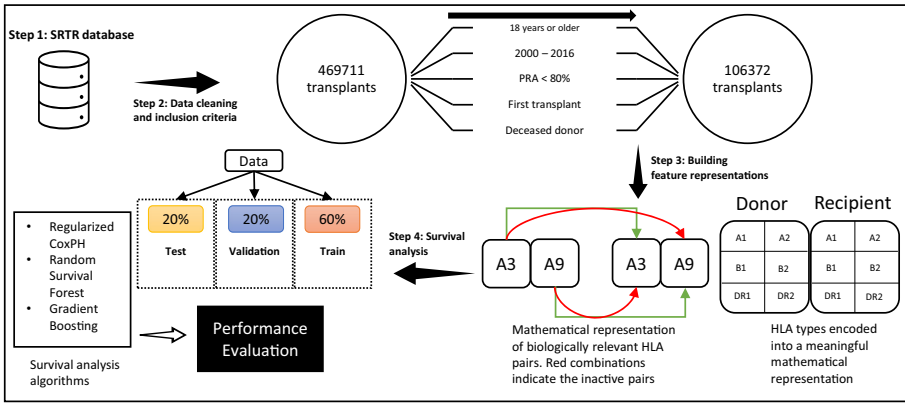 Step 1: SRTR database
Step 2: Data cleaning
and inclusion criteria
469711
transplants
18 years or older
2000 – 2016
PRA < 80%
First transplant
Deceased donor
106372
transplants
Step 3: Building
feature representations
Donor
Recipient
A1 A2 A1 A2
B1 B2 B1 B2
DR1 DR2 DR1 DR2
HLA types encoded
into a meaningful
mathematical
representation
A3 A9 A3 A9
Mathematical representation
of biologically relevant HLA
pairs. Red combinations
indicate the inactive pairs
Step 4: Survival
analysis
Data
20% 20% 60%
Test Validation Train
• Regularized
CoxPH
• Random
Survival
Forest
• Gradient
Boosting
Survival analysis
algorithms
Performance
Evaluation